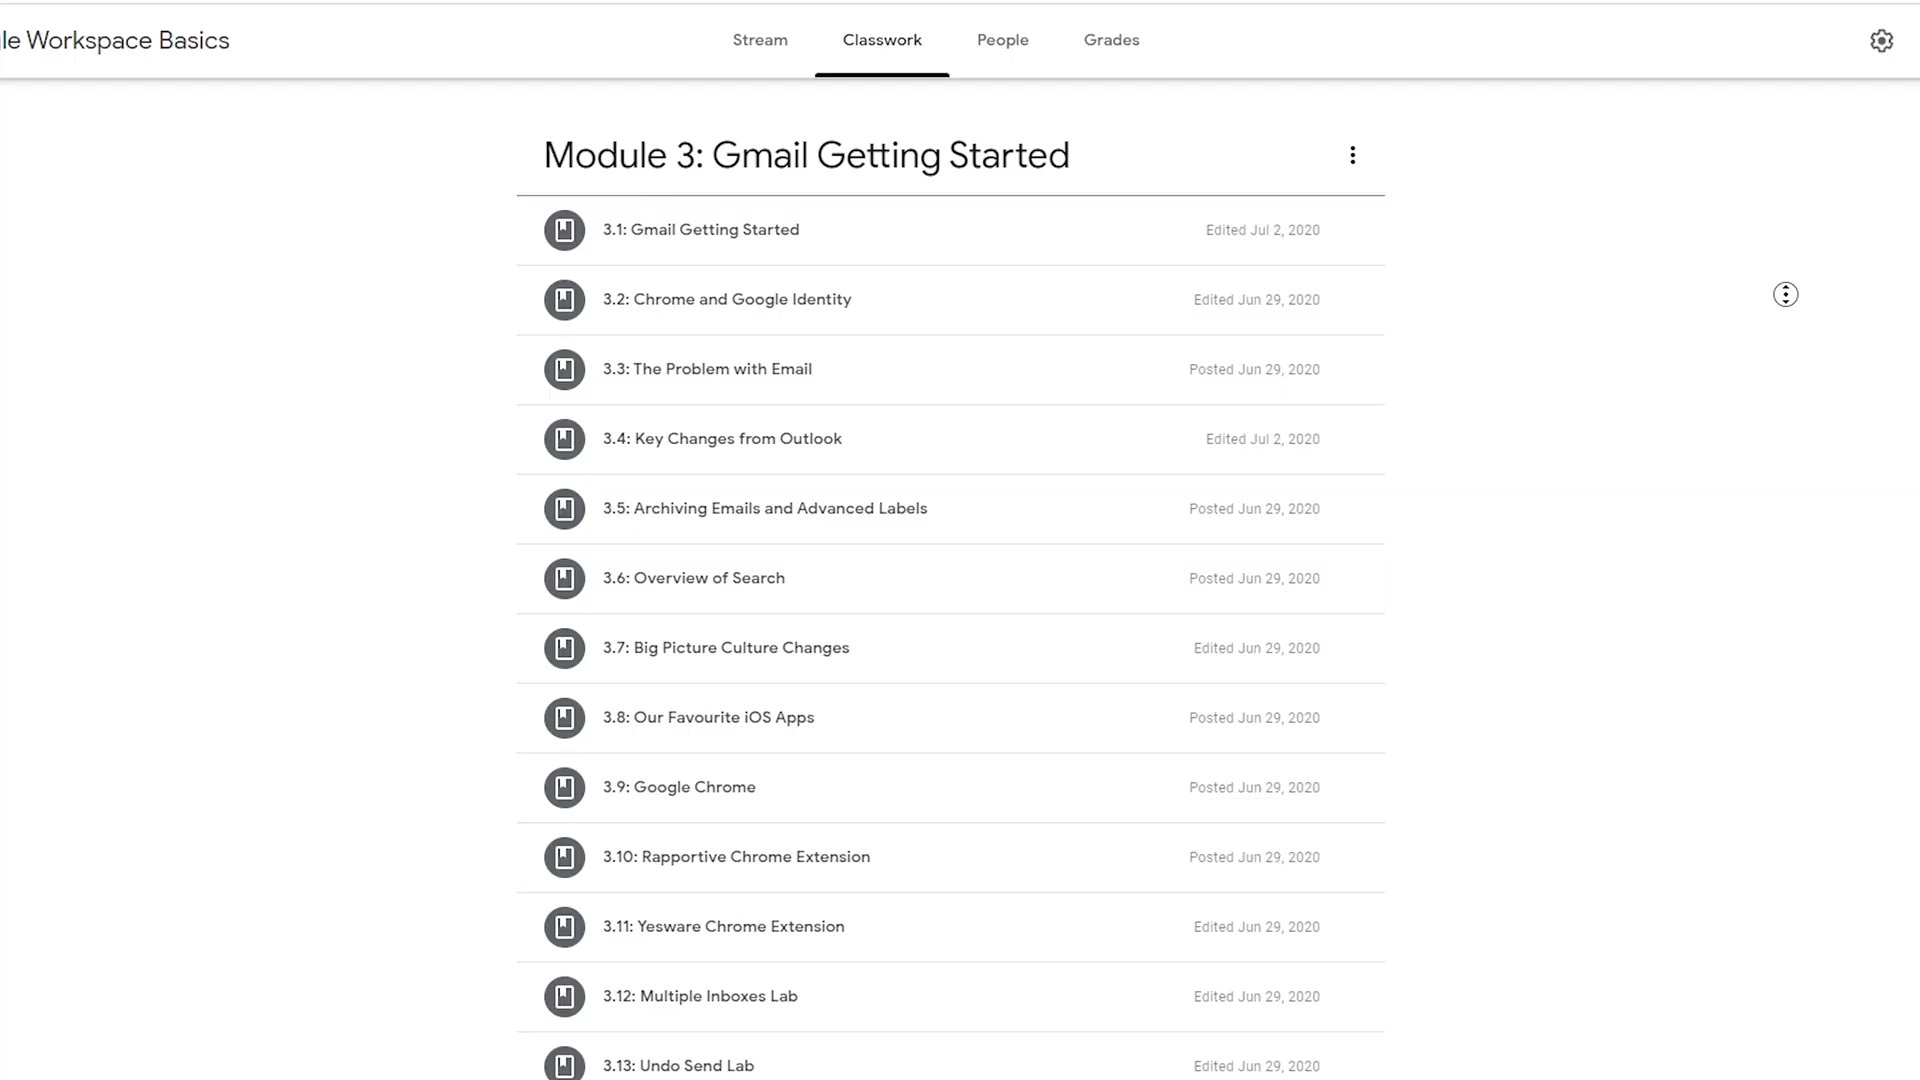 le Workspace Basics
Stream
Classwork
People
Grades
Module 3: Gmail Getting Started
3.1: Gmail Getting Started
Edited Jul 2, 2020
3.2: Chrome and Google Identity
Edited Jun 29, 2020
3.3: The Problem with Email
Posted Jun 29, 2020
3.4: Key Changes from Outlook
Edited Jul 2, 2020
3.5: Archiving Emails and Advanced Labels
Posted Jun 29, 2020
3.6: Overview of Search
Posted Jun 29, 2020
3.7: Big Picture Culture Changes
Edited Jun 29, 2020
3.8: Our Favourite iOS Apps
Posted Jun 29, 2020
3.9: Google Chrome
Posted Jun 29, 2020
3.10: Rapportive Chrome Extension
Posted Jun 29, 2020
3.11: Yesware Chrome Extension
Edited Jun 29, 2020
3.12: Multiple Inboxes Lab
Edited Jun 29, 2020
3.13: Undo Send Lab
Edited Jun 29, 2020